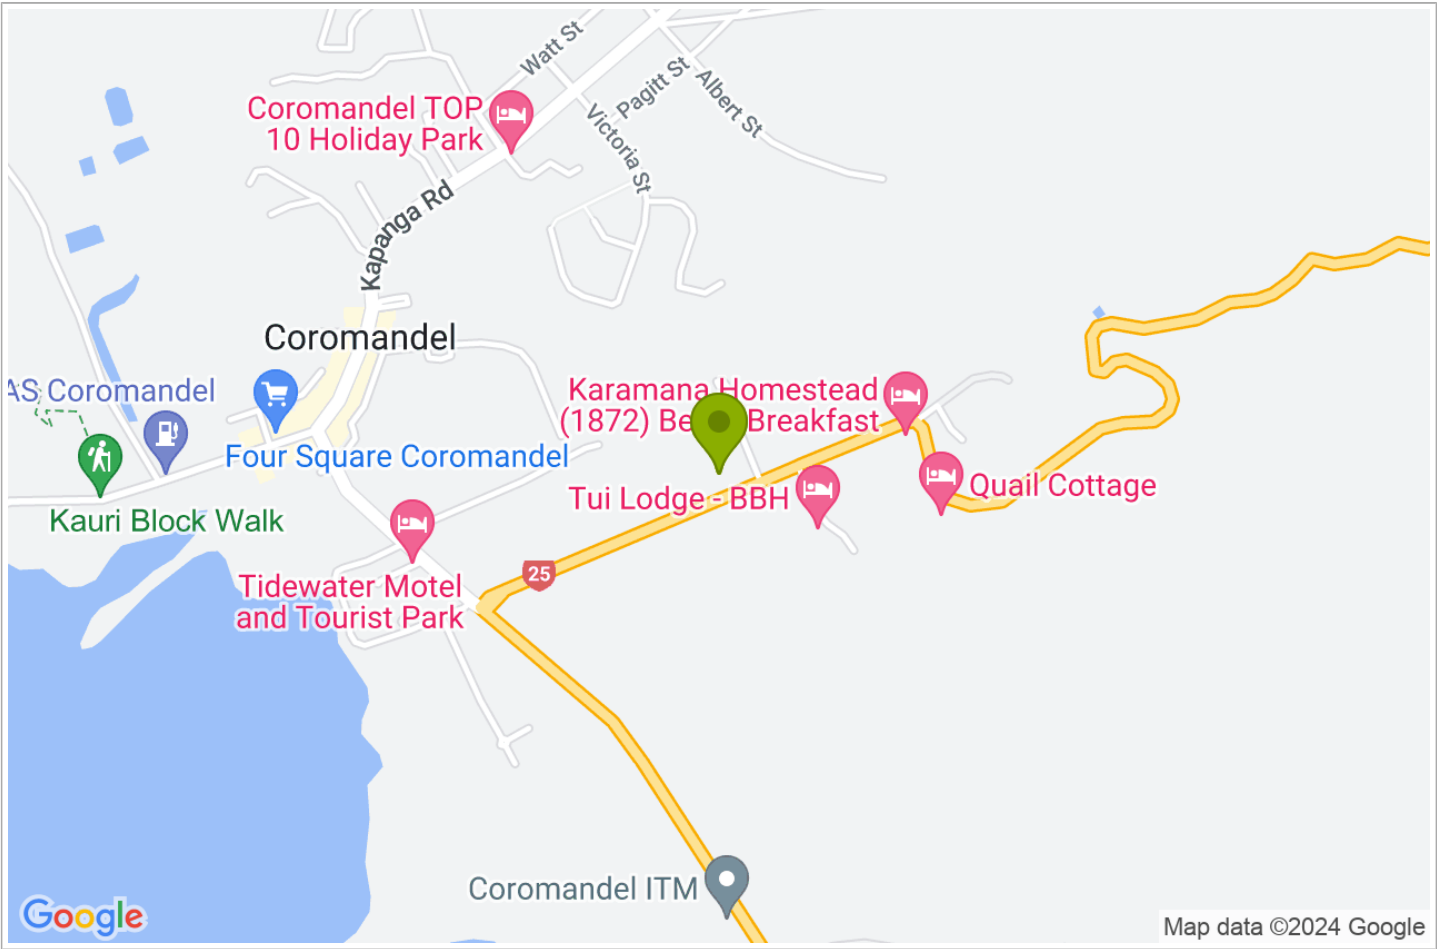 Watt St
Pagitt St
Albert St
Coromandel TOP
10 Holiday Park
Victoria St
Kapanga Rd
Coromandel
AS Coromandel
Karamana Homestead
(1872) Be Breakfast
Four Square Coromandel
Tui Lodge - BBH
Quail Cottage
Kauri Block Walk
25
Tidewater Motel
and Tourist Park
Coromandel ITM
Google
Map data ©2024 Google